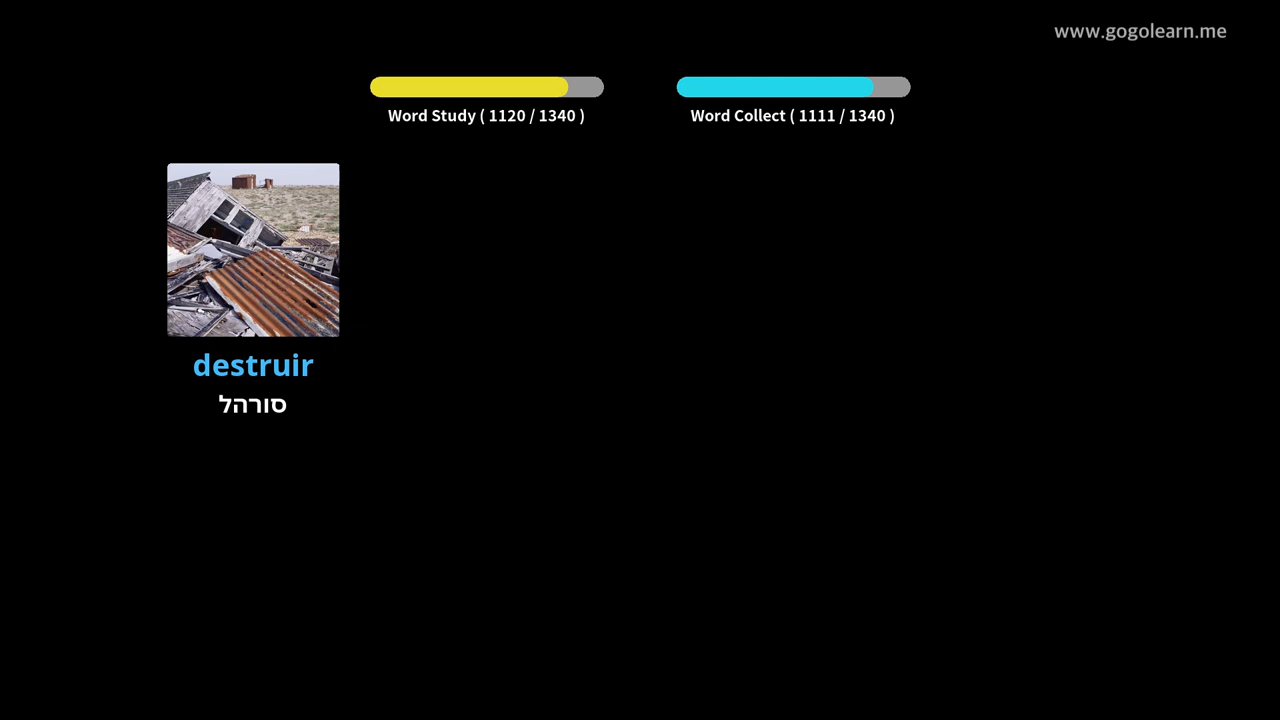 www.gogolearn.me
Word Study ( 1120 / 1340 )
Word Collect ( 1111 / 1340 )
destruir
סורהל